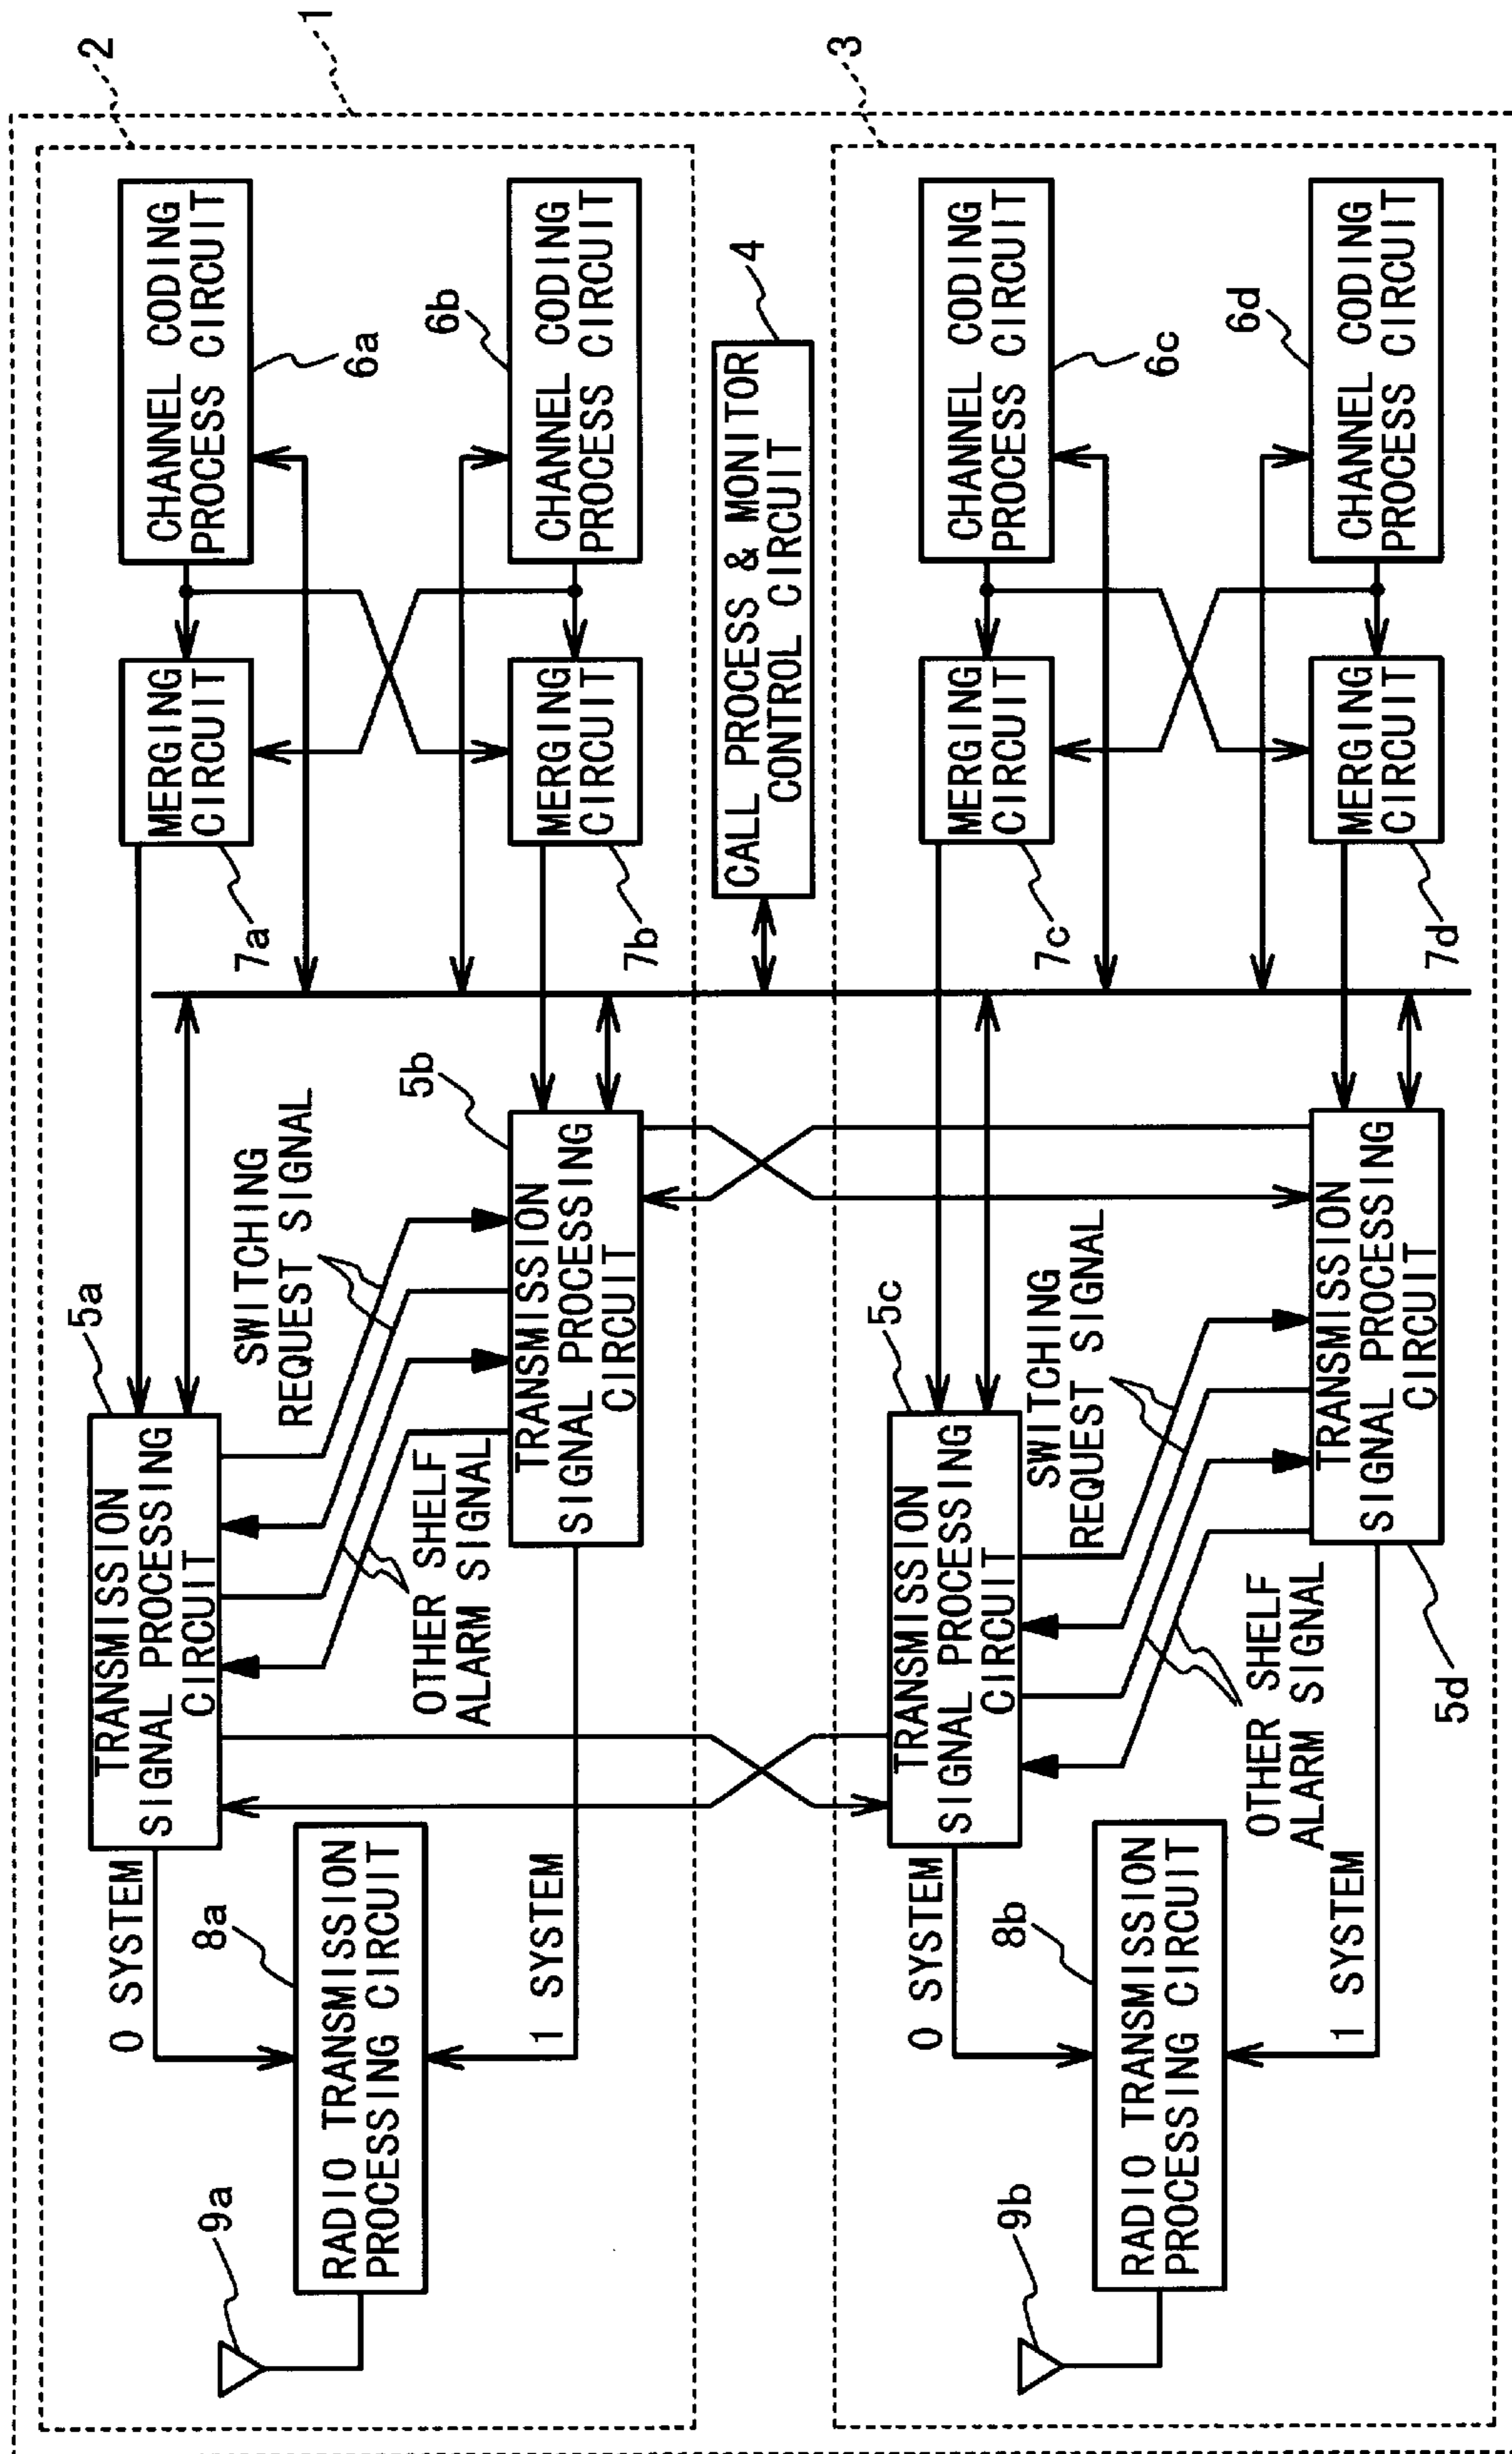 1
2
CHANNEL CODING
PROCESS CIRCUIT
6a
6b
CHANNEL CODING
PROCESS CIRCUIT
MERGING
CIRCUIT
7a
MERGING
CIRCUIT
7b
5a
TRANSMISSION
SIGNAL PROCESSING
CIRCUIT
SWITCHING
REQUEST SIGNAL
5b
TRANSMISSION
SIGNAL PROCESSING
CIRCUIT
OTHER SHELF
ALARM SIGNAL
0 SYSTEM
8a
RADIO TRANSMISSION
PROCESSING CIRCUIT
1 SYSTEM
9a
4
CALL PROCESS & MONITOR
CONTROL CIRCUIT
3
CHANNEL CODING
PROCESS CIRCUIT
6c
6d
CHANNEL CODING
PROCESS CIRCUIT
MERGING
CIRCUIT
7c
MERGING
CIRCUIT
7d
5c
TRANSMISSION
SIGNAL PROCESSING
CIRCUIT
SWITCHING
REQUEST SIGNAL
TRANSMISSION
SIGNAL PROCESSING
CIRCUIT
5d
OTHER SHELF
ALARM SIGNAL
0 SYSTEM
8b
RADIO TRANSMISSION
PROCESSING CIRCUIT
1 SYSTEM
9b